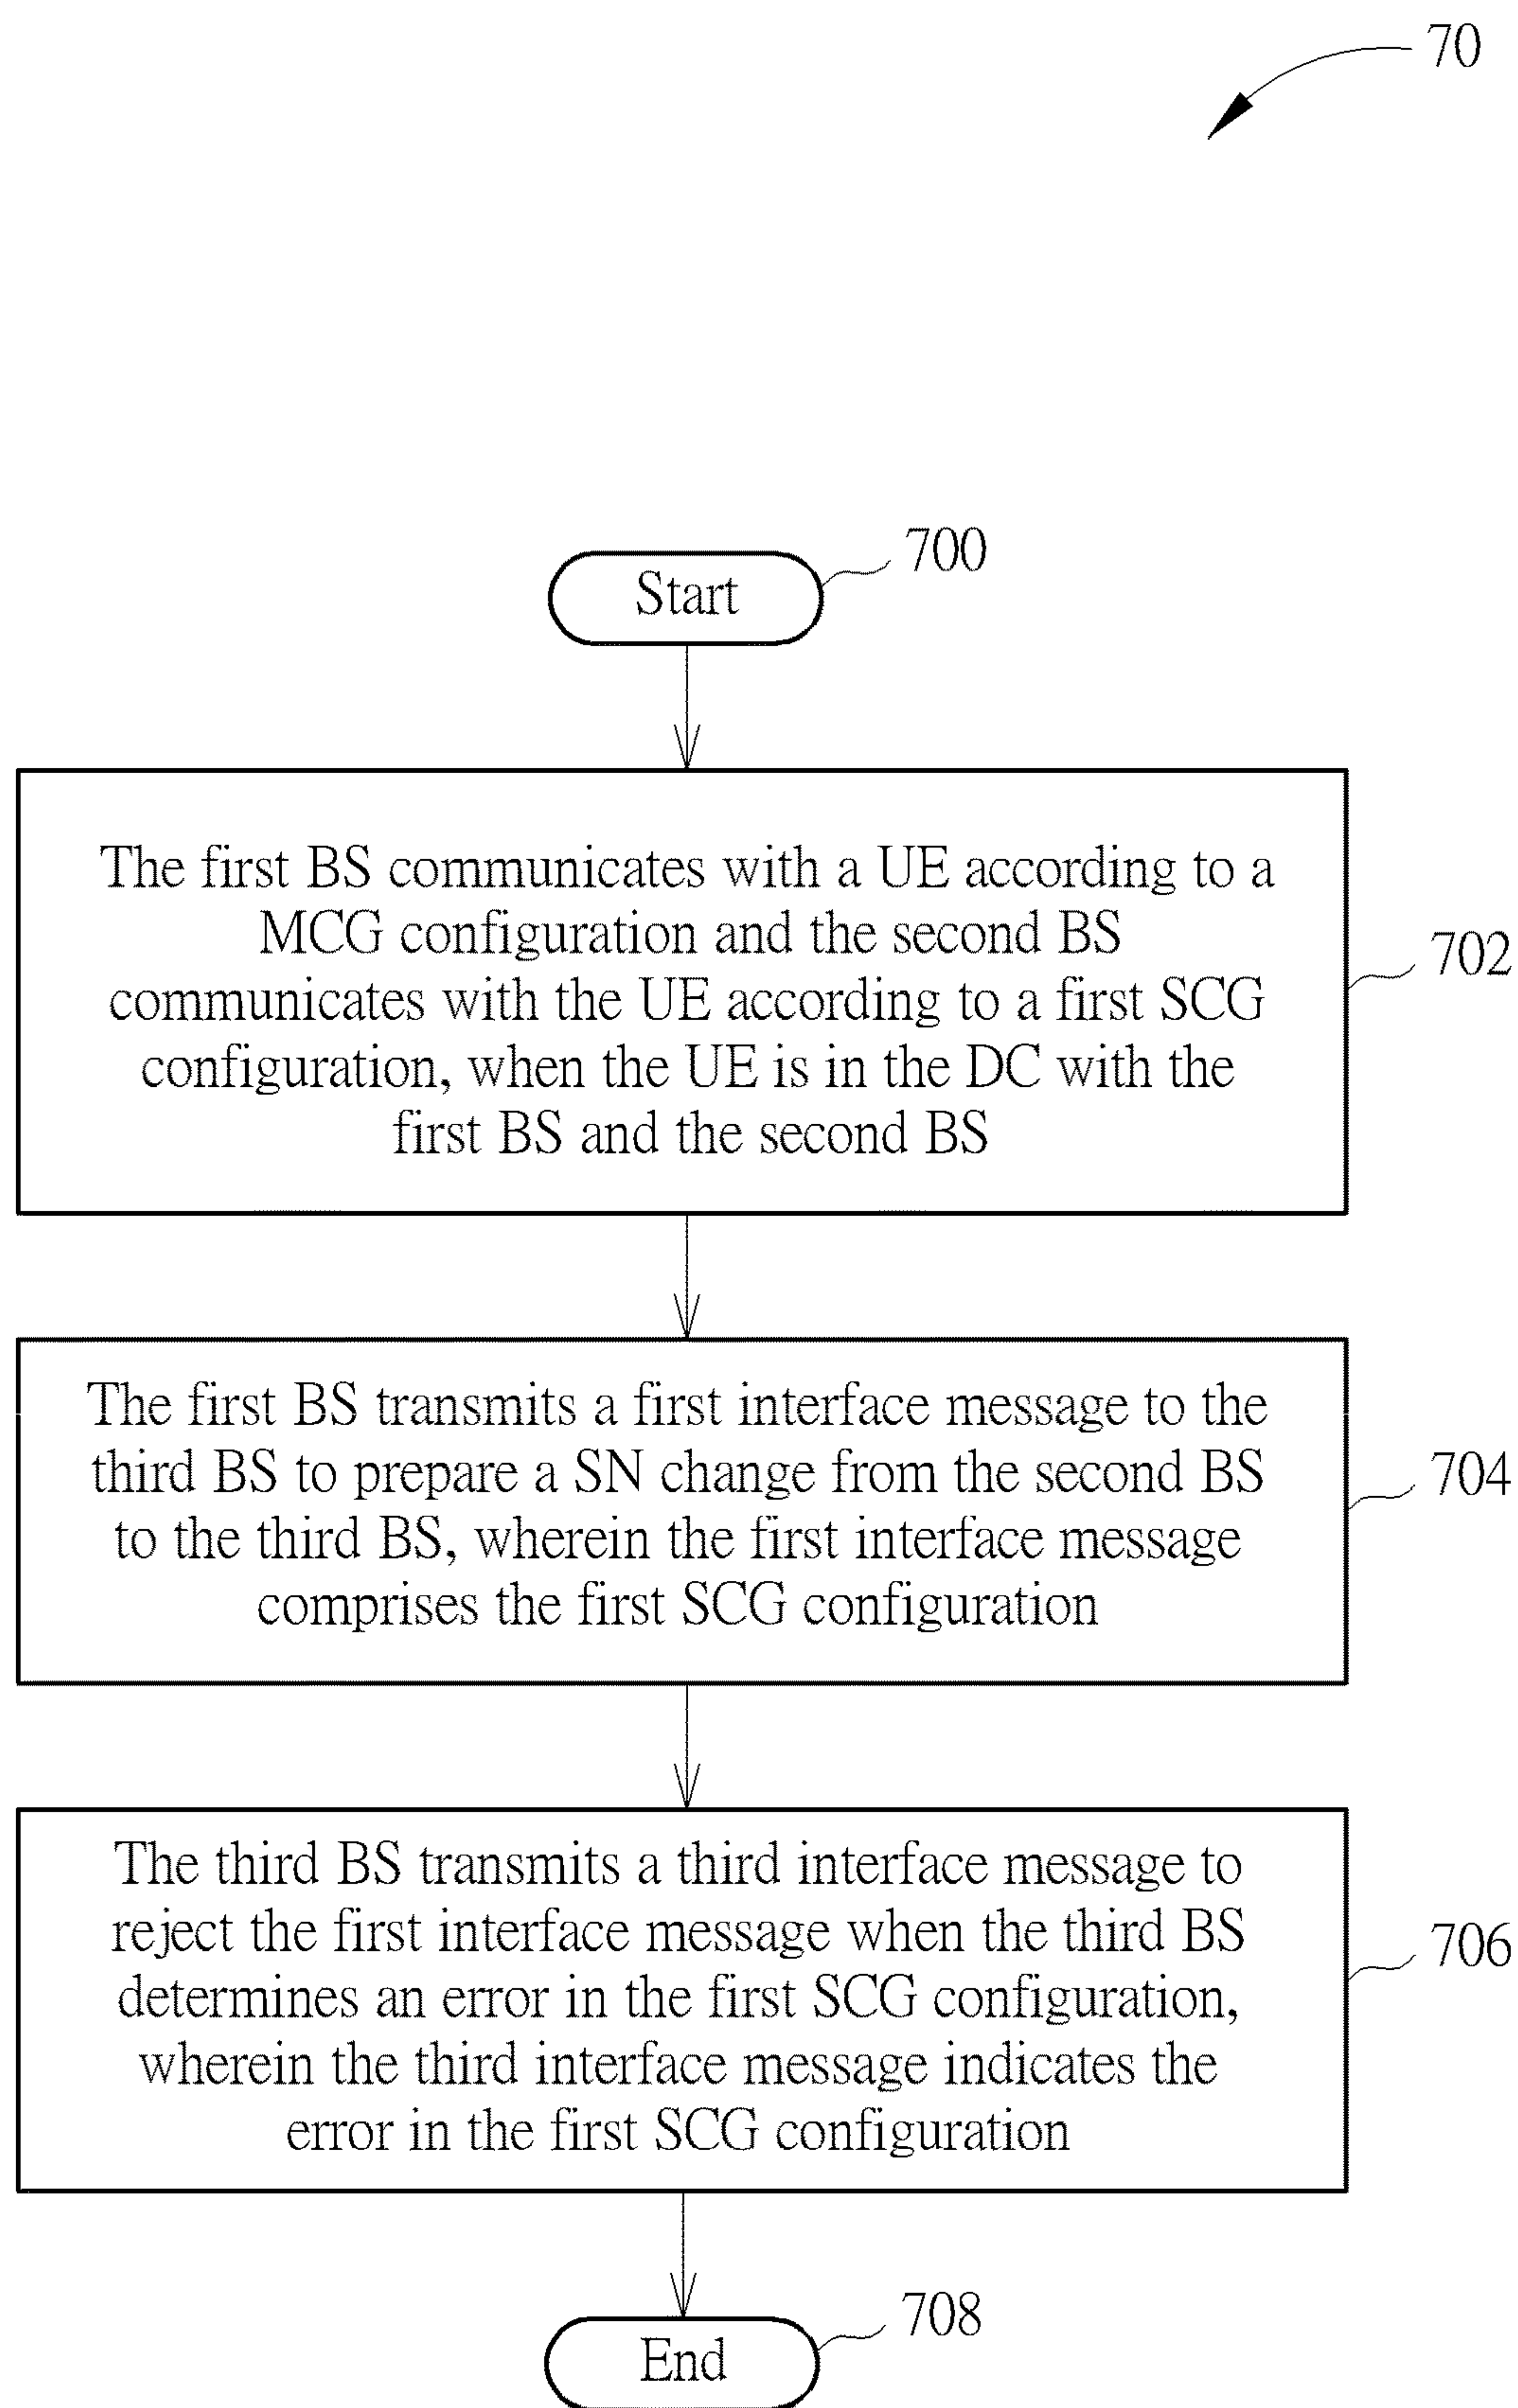 70
700
Start
The first BS communicates with a UE according to a
MCG configuration and the second BS
communicates with the UE according to a first SCG
configuration, when the UE is in the DC with the
first BS and the second BS
702
The first BS transmits a first interface message to the
third BS to prepare a SN change from the second BS
to the third BS, wherein the first interface message
comprises the first SCG configuration
704
The third BS transmits a third interface message to
reject the first interface message when the third BS
determines an error in the first SCG configuration,
wherein the third interface message indicates the
error in the first SCG configuration
706
708
End